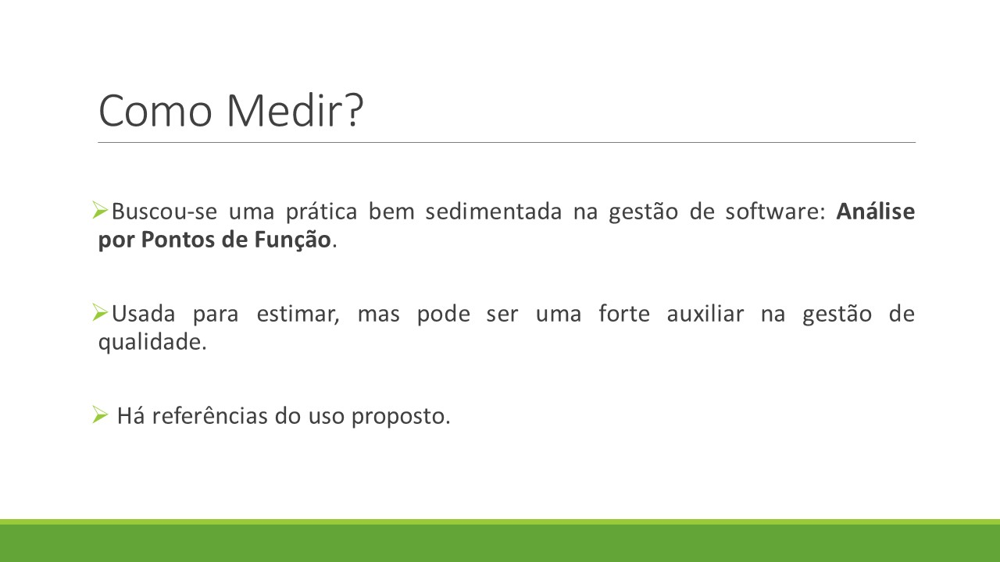 Como Medir?
Buscou-se uma prática bem sedimentada na gestão de software: Análise
por Pontos de Função.
Usada para estimar, mas pode ser uma forte auxiliar na gestão de
qualidade.
Há referências do uso proposto.